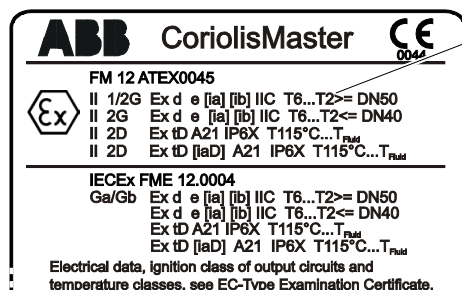 ABB CoriolisMaster CE
0044
FM 12 ATEX0045
Ex
II 1/2G Ex d e [ia] [ib] IIC T6...T2>= DN50
II 2G Ex d e [ia] [ib] IIC T6...T2<= DN40
II 2D Ex tD A21 IP6X T115°C...TFluid
II 2D Ex tD [iaD] A21 IP6X T115°C...TFluid
IECEx FME 12.0004
Ga/Gb Ex d e [ia] [ib] IIC T6...T2>= DN50
Ex d e [ia] [ib] IIC T6...T2<= DN40
Ex tD A21 IP6X T115°C...TFluid
Ex tD [iaD] A21 IP6X T115°C...TFluid
Electrical data, ignition class of output circuits and
temperature classes, see EC-Type Examination Certificate.